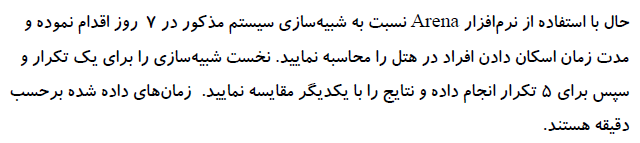 حال با استفاده از نرم‌افزار Arena نسبت به شبیه‌سازی سیستم مذکور در ۷ روز اقدام نموده و
مدت زمان اسکان دادن افراد در هتل را محاسبه نمایید. نخست شبیه‌سازی را برای یک تکرار و
سپس برای ۵ تکرار انجام داده و نتایج را با یکدیگر مقایسه نمایید. زمان‌های داده شده برحسب
دقیقه هستند.